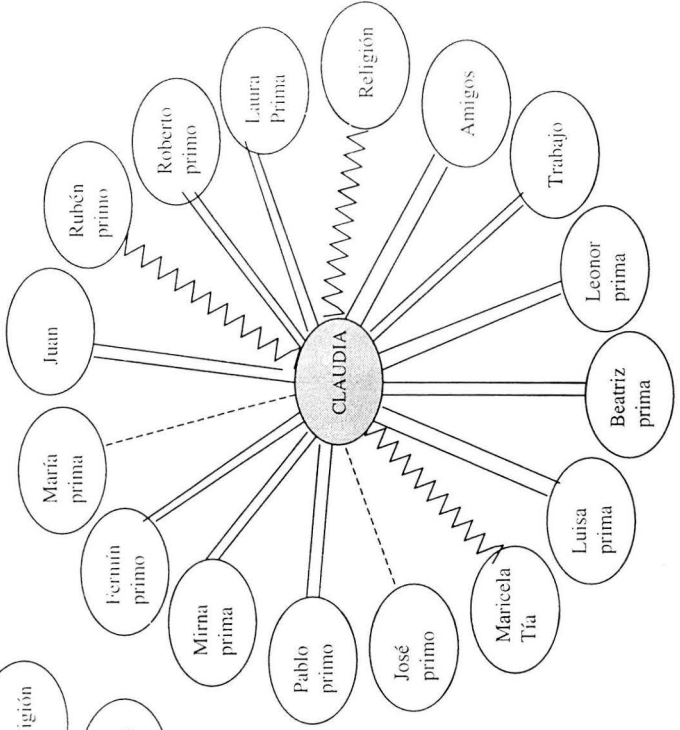 Religión
Laura
Prima
Amigos
Roberto
primo
Trabajo
Rubén
primo
Leonor
prima
Juan
CLAUDIA
Beatriz
prima
María
prima
Luisa
prima
Fermín
primo
Maricela
Tía
Mirna
prima
José
primo
Pablo
primo
igión